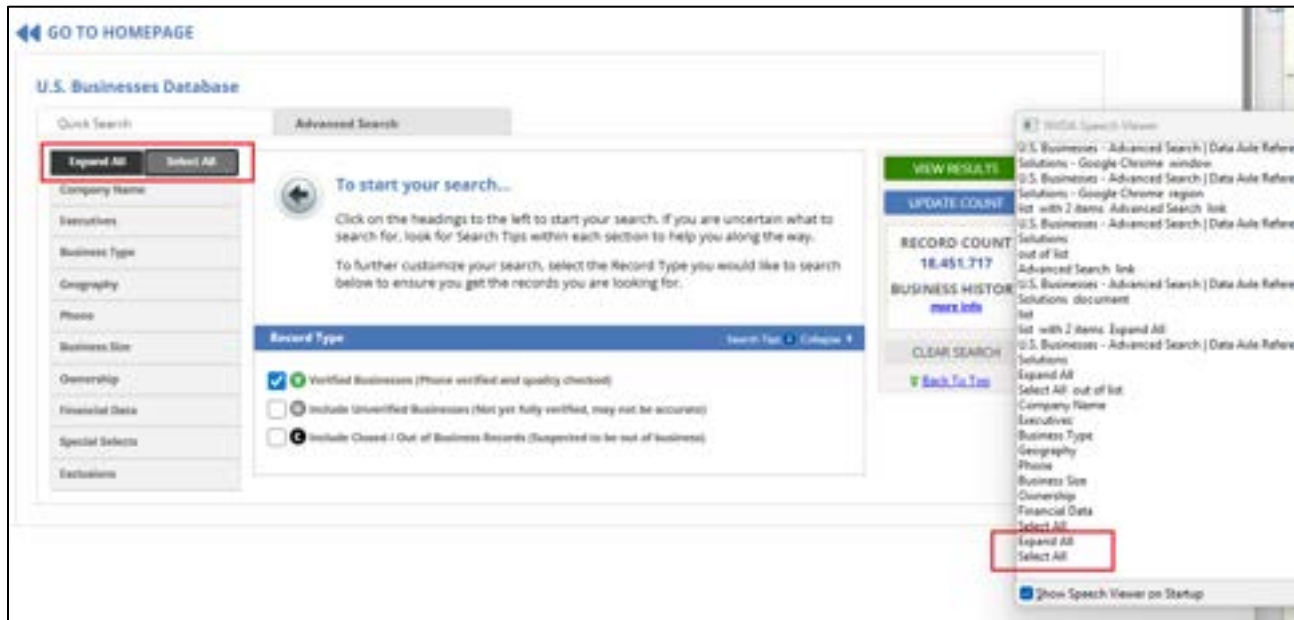 GO TO HOMEPAGE
U.S. Businesses Database
Quick Search
Advanced Search
Expand All
Select All
Company Name
Executives
Business Type
Geography
Phone
Business Size
Ownership
Financial Data
Special Selects
Exclusions
To start your search...
Click on the headings to the left to start your search. If you are uncertain what to
search for, look for Search Tips within each section to help you along the way.
To further customize your search, select the Record Type you would like to search
below to ensure you get the records you are looking for.
Record Type
Search Tips
Collapse
Verified Businesses (Phone verified and quality checked)
Include Unverified Businesses (Not yet fully verified, may not be accurate)
C
Include Closed / Out of Business Records (Suspected to be out of business)
VIEW RESULTS
UPDATE COUNT
RECORD COUNT
18,451,717
BUSINESS HISTOR
more info
CLEAR SEARCH
Back To Top
NVDA Speech Viewer
U.S. Businesses - Advanced Search | Data Axle Refere
Solutions - Google Chrome window
U.S. Businesses - Advanced Search | Data Axle Refere
Solutions - Google Chrome region
list with 2 items Advanced Search link
U.S. Businesses - Advanced Search | Data Axle Refere
Solutions
out of list
Advanced Search link
U.S. Businesses - Advanced Search | Data Axle Refere
Solutions document
list
list with 2 items Expand All
U.S. Businesses - Advanced Search | Data Axle Refere
Solutions
Expand All
Select All out of list
Company Name
Executives
Business Type
Geography
Phone
Business Size
Ownership
Financial Data
Select All
Expand All
Select All
Show Speech Viewer on Startup